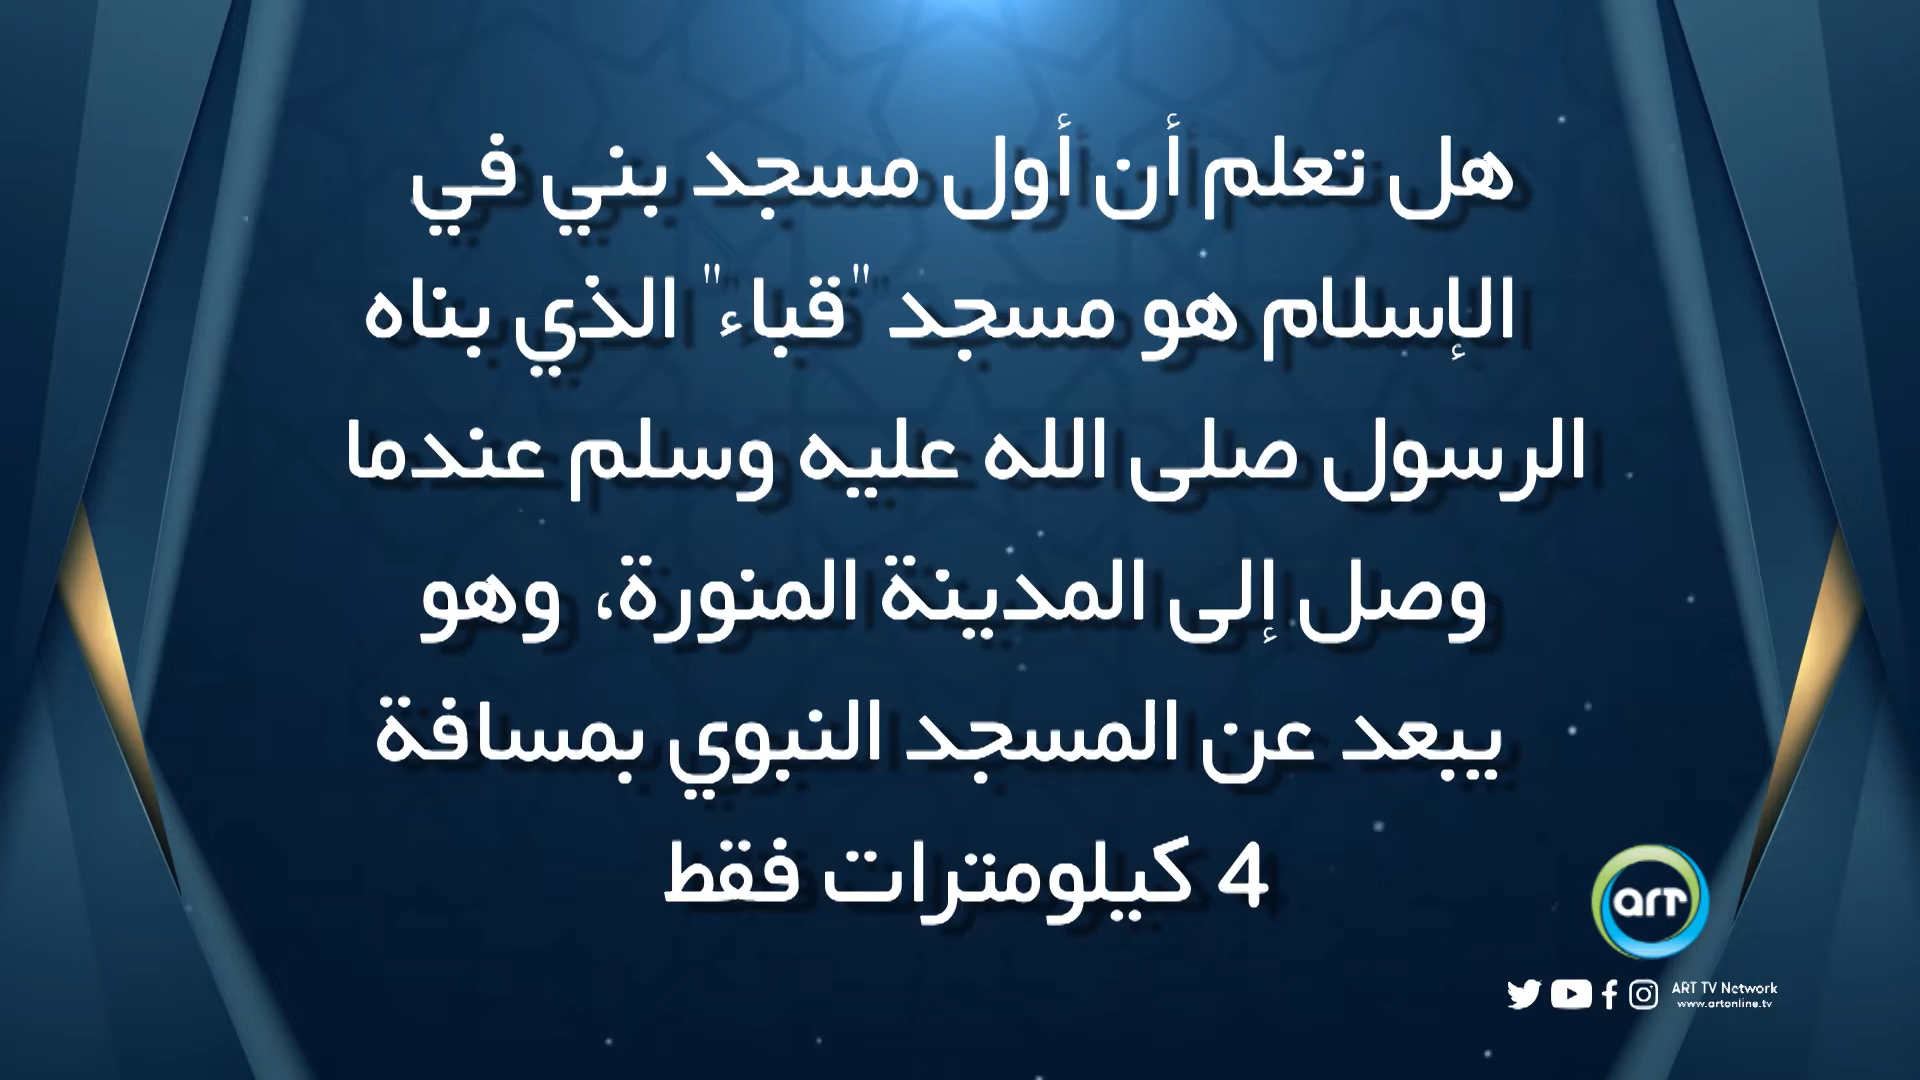 هل تعلم أن أول مسجد بني في
الإسلام هو مسجد "قباء" الذي بناه
الرسول صلى الله عليه وسلم عندما
وصل إلى المدينة المنورة، وهو
يبعد عن المسجد النبوي بمسافة
4 كيلومترات فقط
art
ART TV Network
www.artonline.tv